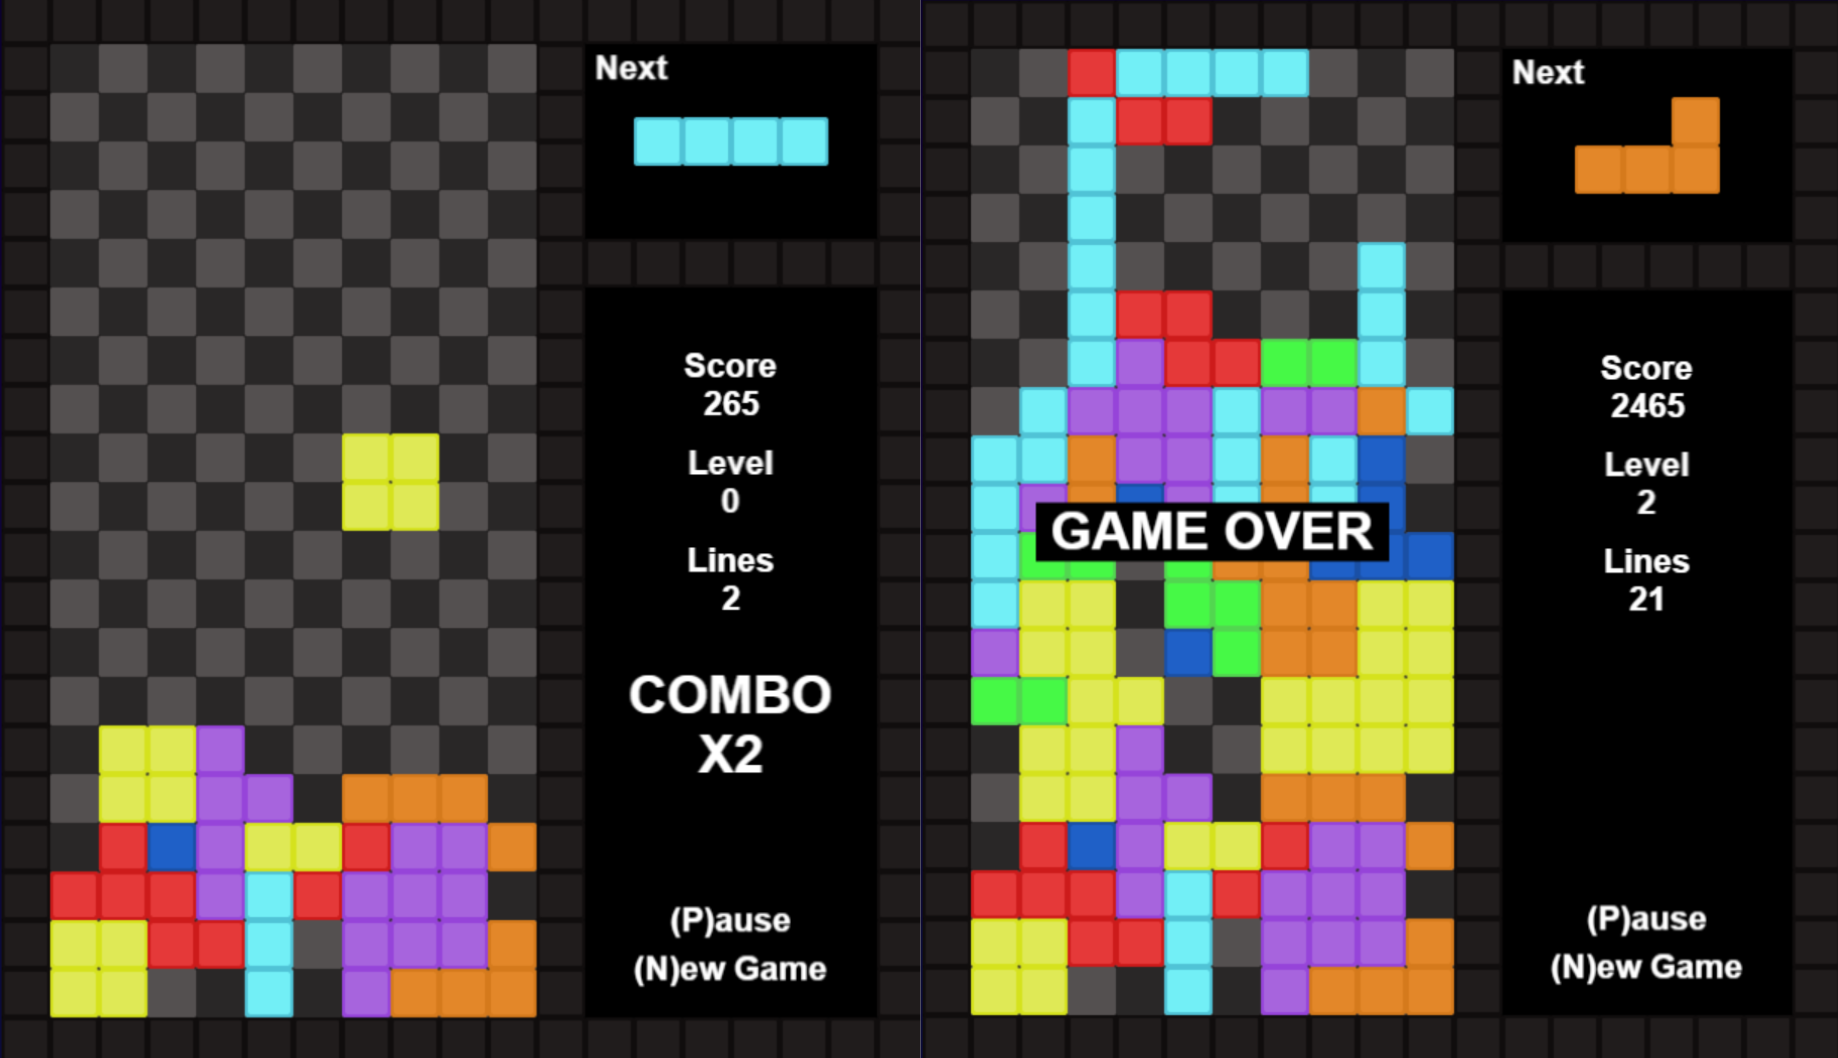 Next
Score
265
Level
0
Lines
2
COMBO
X2
(P)ause
(N)ew Game
Next
Score
2465
Level
2
Lines
21
GAME OVER
(P)ause
(N)ew Game